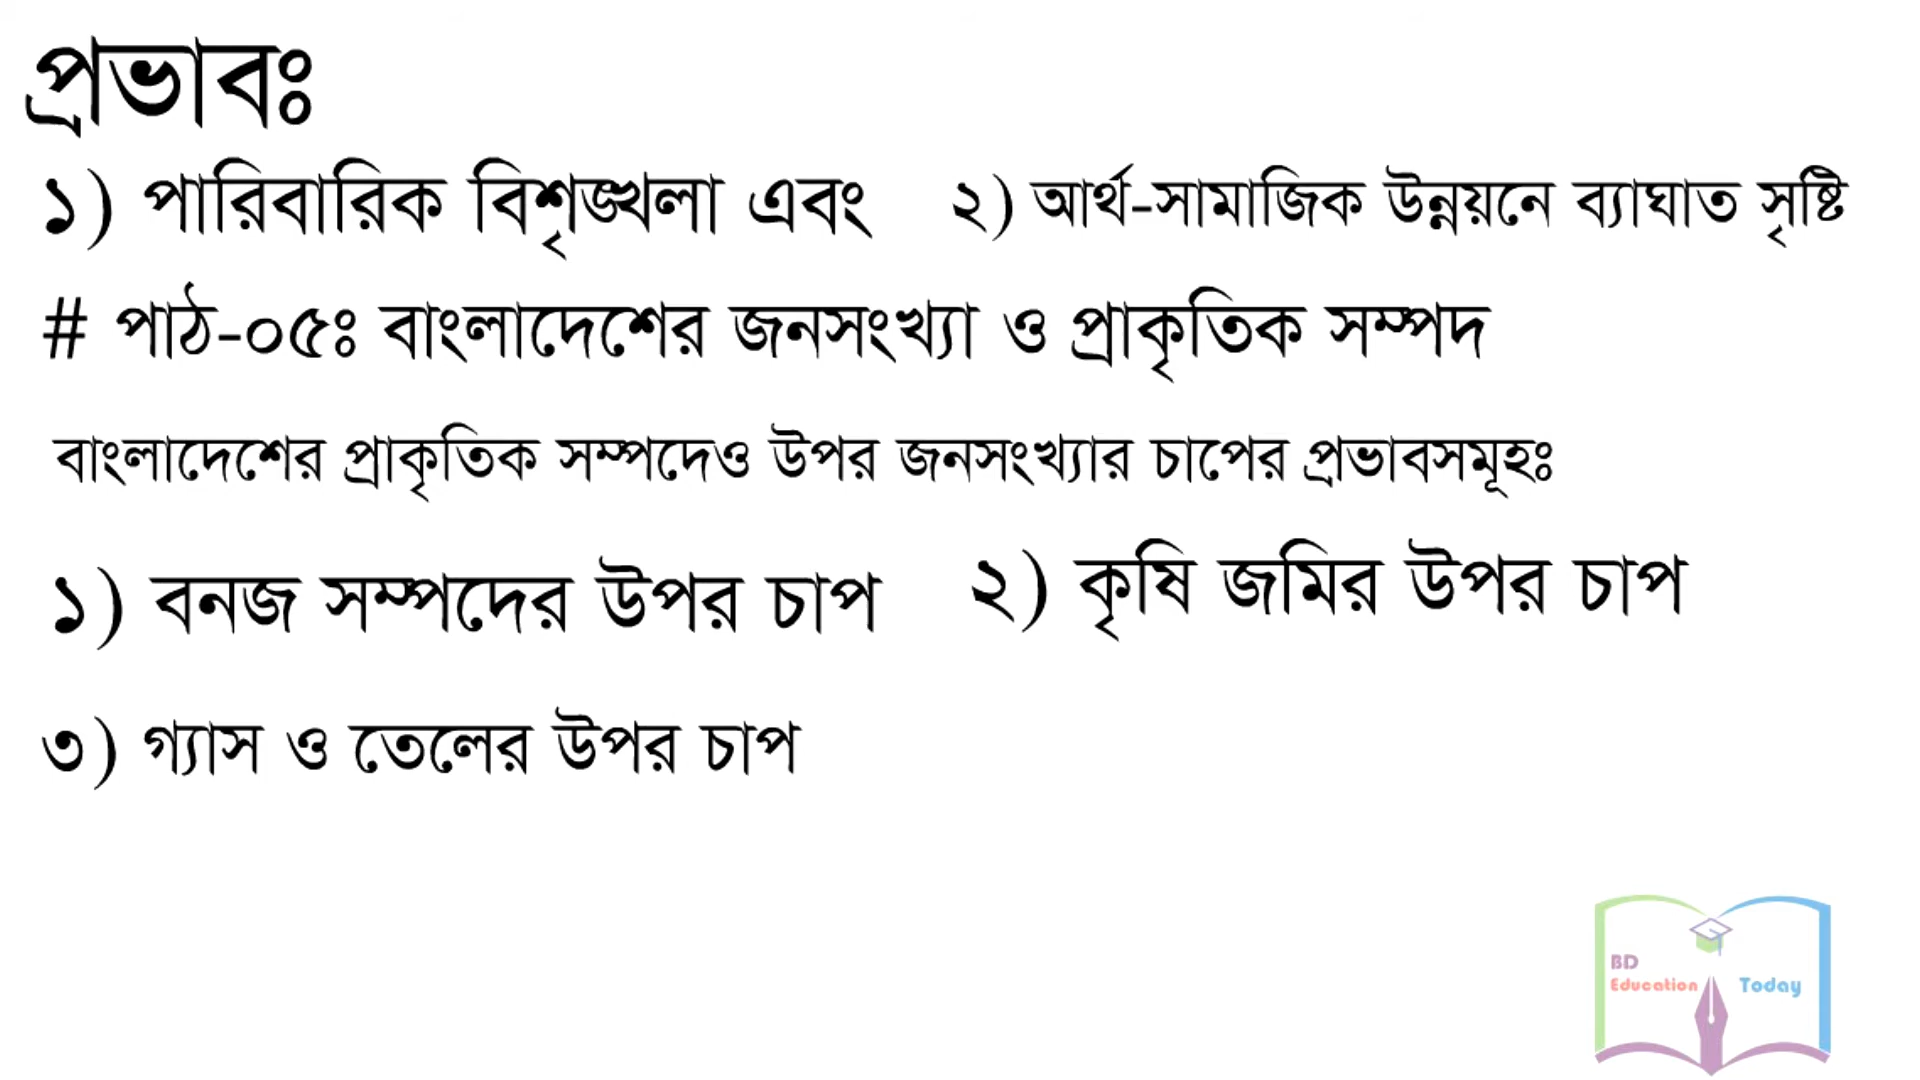 প্রভাবঃ
১) পারিবারিক বিশৃঙ্খলা এবং ২) আর্থ-সামাজিক উন্নয়নে ব্যাঘাত সৃষ্টি
# পাঠ-০৫ঃ বাংলাদেশের জনসংখ্যা ও প্রাকৃতিক সম্পদ
বাংলাদেশের প্রাকৃতিক সম্পদেও উপর জনসংখ্যার চাপের প্রভাবসমূহঃ
১) বনজ সম্পদের উপর চাপ ২) কৃষি জমির উপর চাপ
৩) গ্যাস ও তেলের উপর চাপ
BD
Education Today